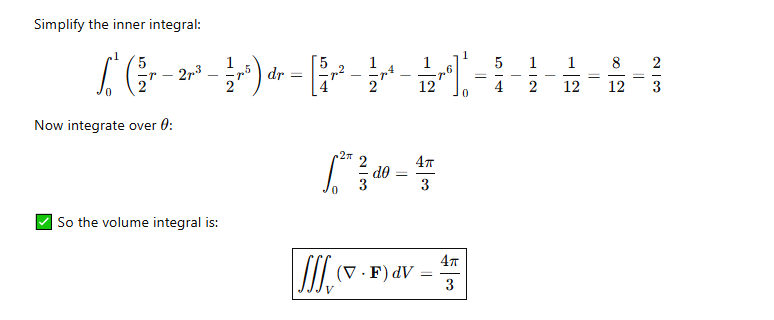 Simplify the inner integral:
∫₀¹ (5/2 r − 2r³ − 1/2 r⁵) dr = [5/4 r² − 1/2 r⁴ − 1/12 r⁶]₀¹ = 5/4 − 1/2 − 1/12 = 8/12 = 2/3
Now integrate over θ:
∫₀²π 2/3 dθ = 4π/3
✅ So the volume integral is:
∭_V (∇ · F) dV = 4π/3